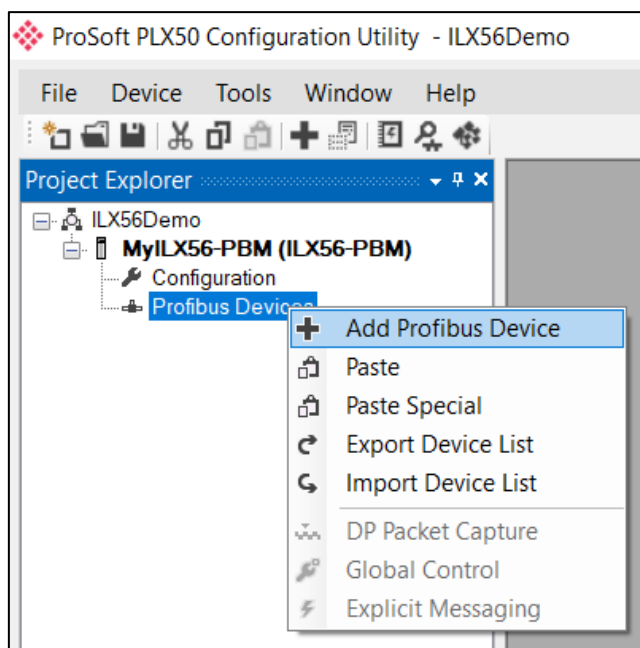 ProSoft PLX50 Configuration Utility - ILX56Demo
File Device Tools Window Help
Project Explorer
ILX56Demo
MyILX56-PBM (ILX56-PBM)
Configuration
Profibus Devices
Add Profibus Device
Paste
Paste Special
Export Device List
Import Device List
DP Packet Capture
Global Control
Explicit Messaging